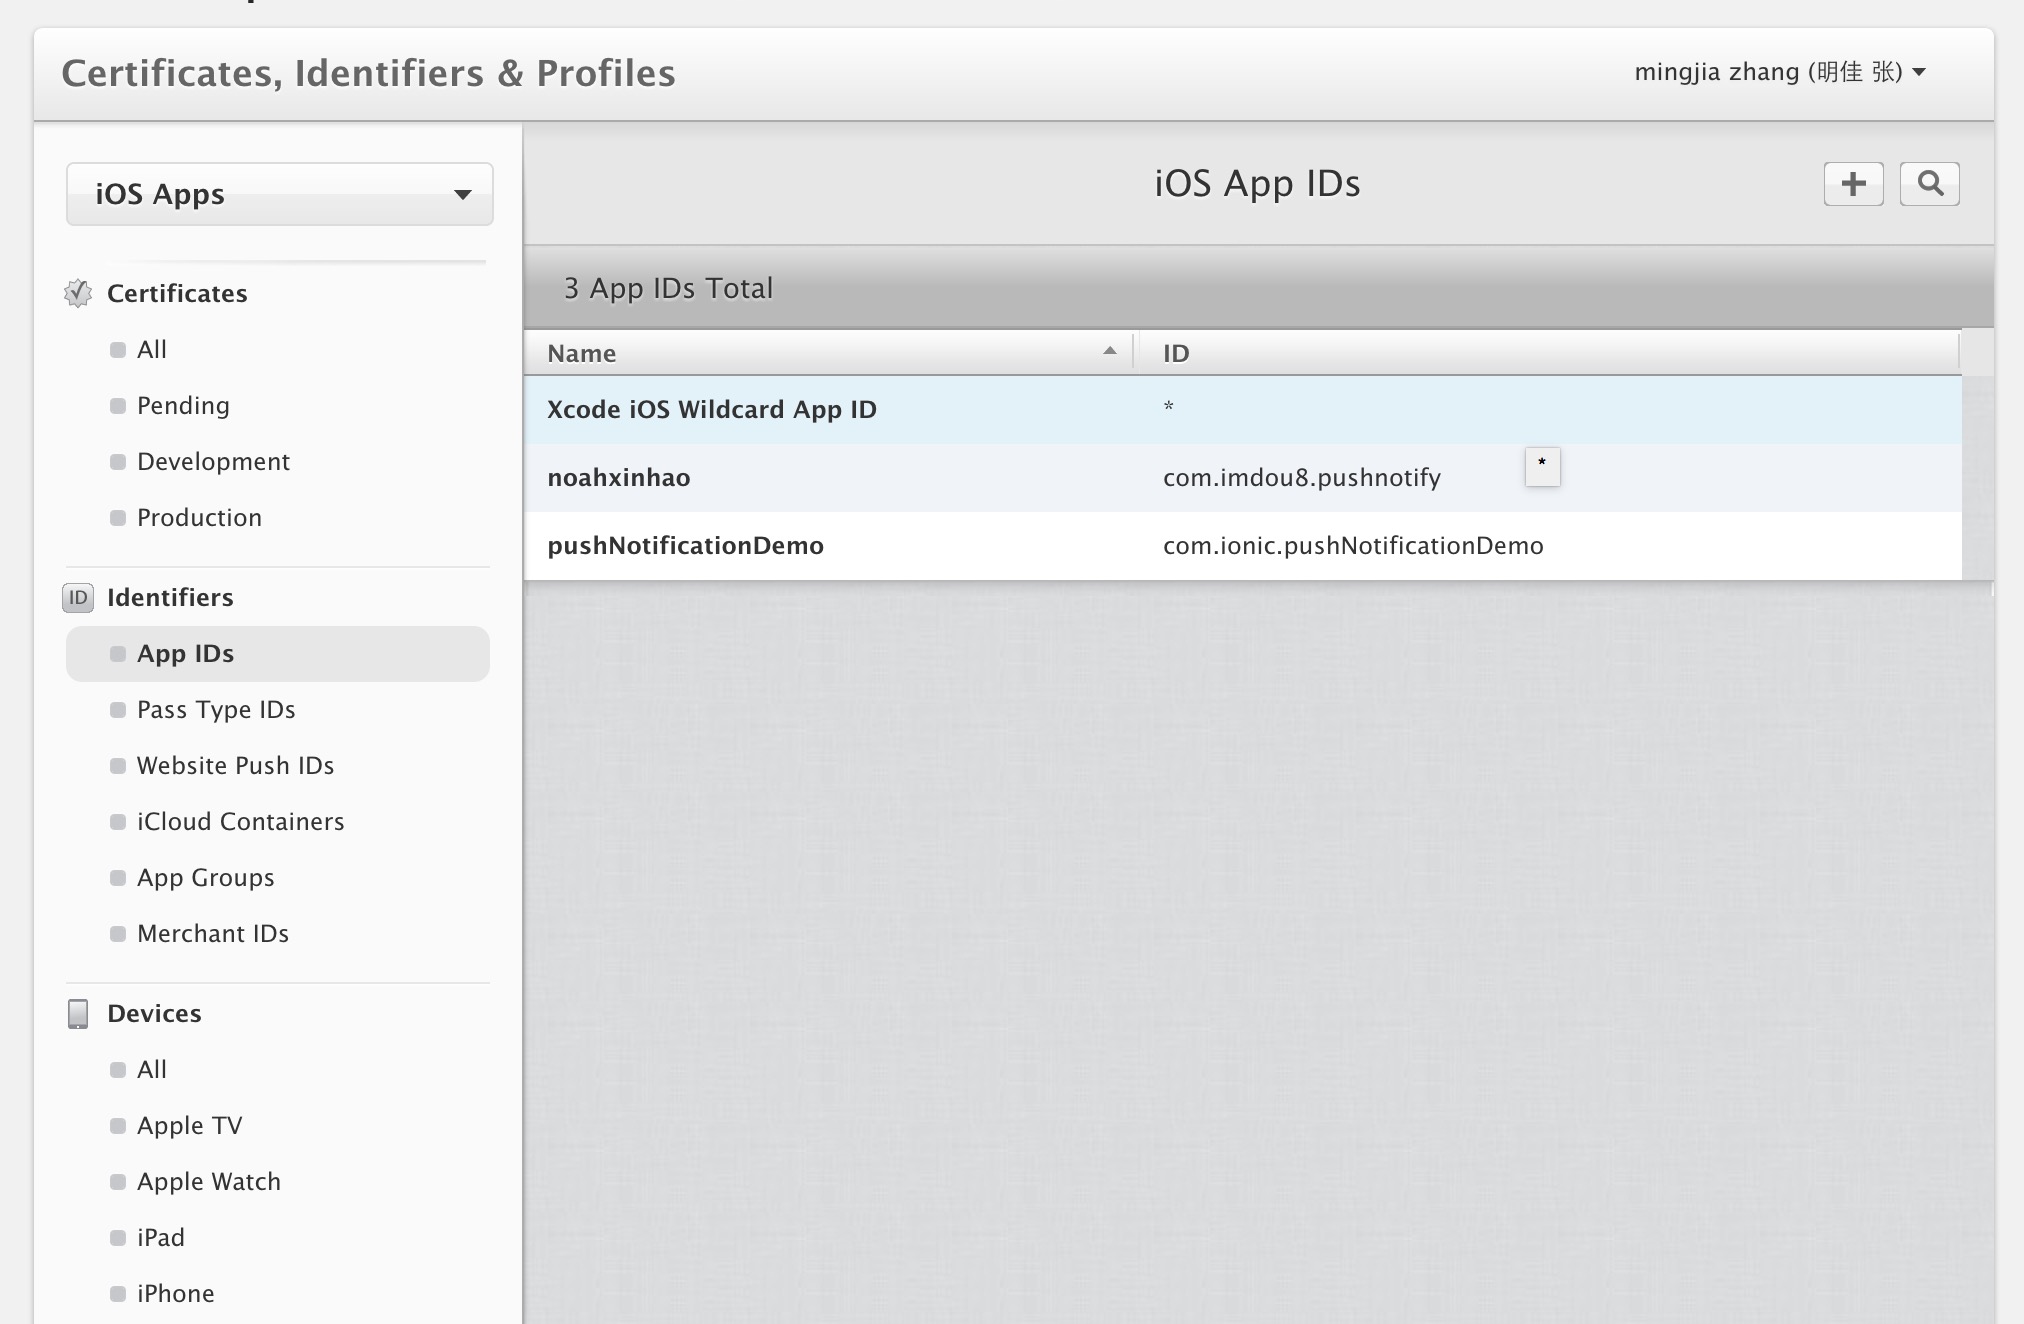 Certificates, Identifiers & Profiles
mingjia zhang (明佳 张)
iOS Apps
Certificates
All
Pending
Development
Production
ID Identifiers
App IDs
Pass Type IDs
Website Push IDs
iCloud Containers
App Groups
Merchant IDs
Devices
All
Apple TV
Apple Watch
iPad
iPhone
iOS App IDs
3 App IDs Total
Name ID
Xcode iOS Wildcard App ID *
noahxinhao com.imdou8.pushnotify *
pushNotificationDemo com.ionic.pushNotificationDemo